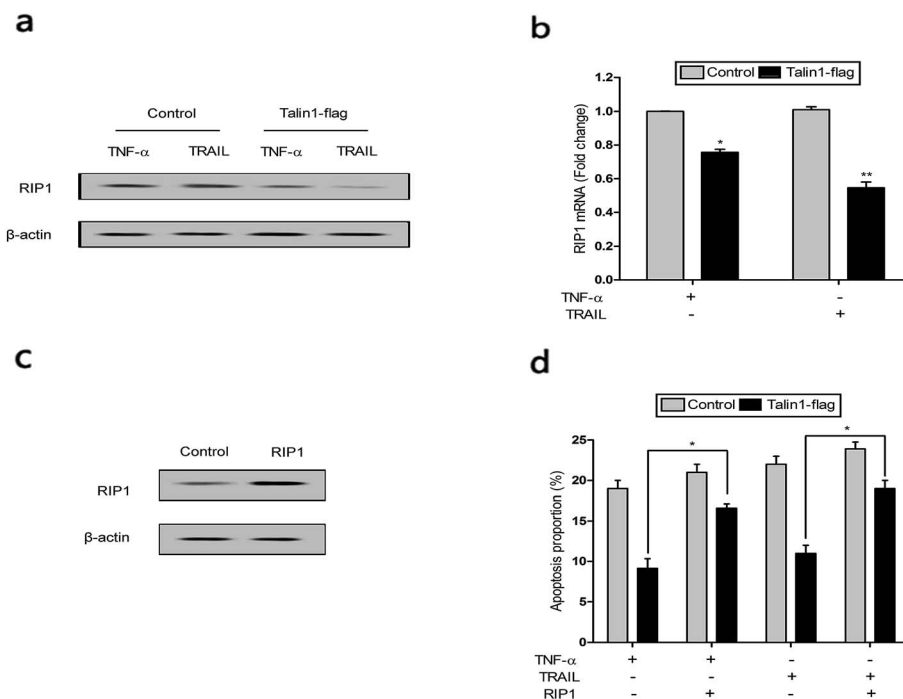 a
Control Talin1-flag
TNF-α TRAIL TNF-α TRAIL
RIP1
β-actin
b
Control Talin1-flag
RIP1 mRNA (Fold change)
1.2
1.0
0.8
0.6
0.4
0.2
0.0
*
**
TNF-α + -
TRAIL - +
c
Control RIP1
RIP1
β-actin
d
Control Talin1-flag
Apoptosis proportion (%)
25
20
15
10
5
0
* *
TNF-α + + - -
TRAIL - - + +
RIP1 - + - +